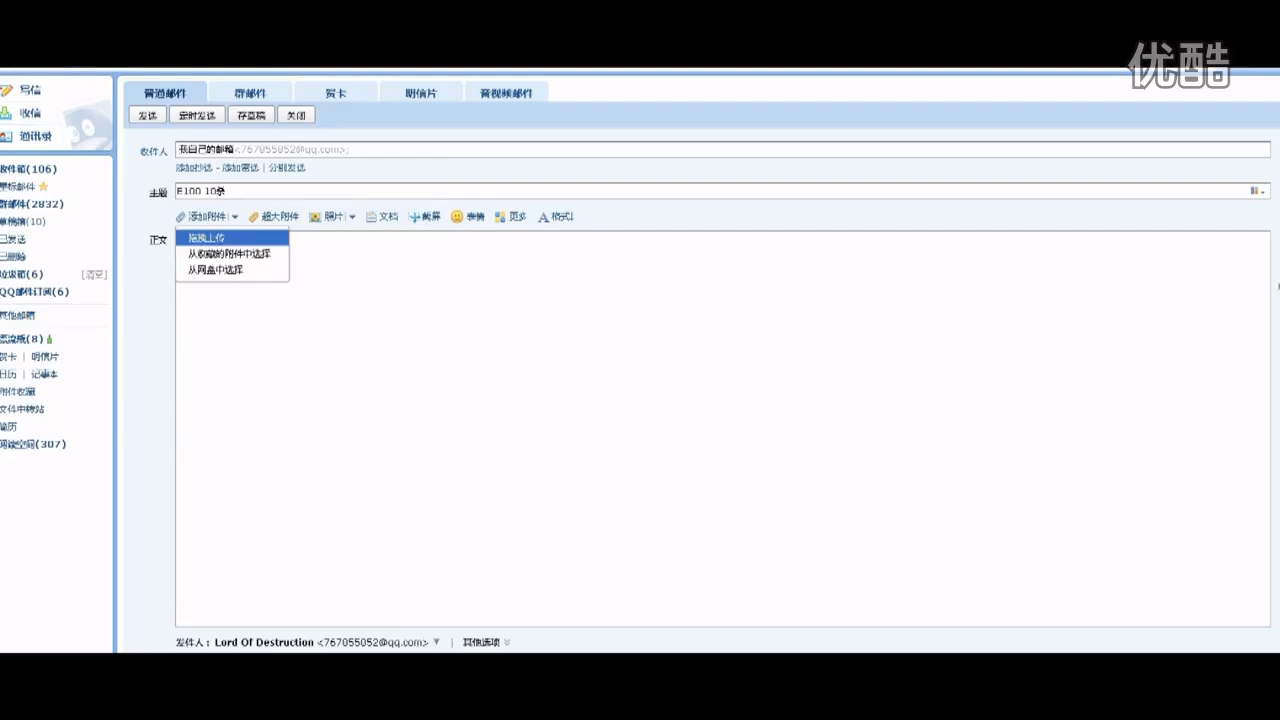 优酷
写信
收信
通讯录
收件箱(106)
星标邮件
群邮件(2832)
草稿箱(10)
已发送
已删除
垃圾箱(6) [清空]
QQ邮件订阅(6)
其他邮箱
漂流瓶(8)
贺卡 | 明信片
日历 | 记事本
附件收藏
文件中转站
简历
阅读空间(307)
普通邮件 群邮件 贺卡 明信片 音视频邮件
发送 定时发送 存草稿 关闭
收件人 我自己的邮箱<767055052@qq.com>;
添加抄送 - 添加密送 | 分别发送
主题 E100 10条
添加附件 超大附件 照片 文档 截屏 表情 更多 格式↓
正文
拖拽上传
从收藏的附件中选择
从网盘中选择
发件人：Lord Of Destruction <767055052@qq.com> | 其他选项